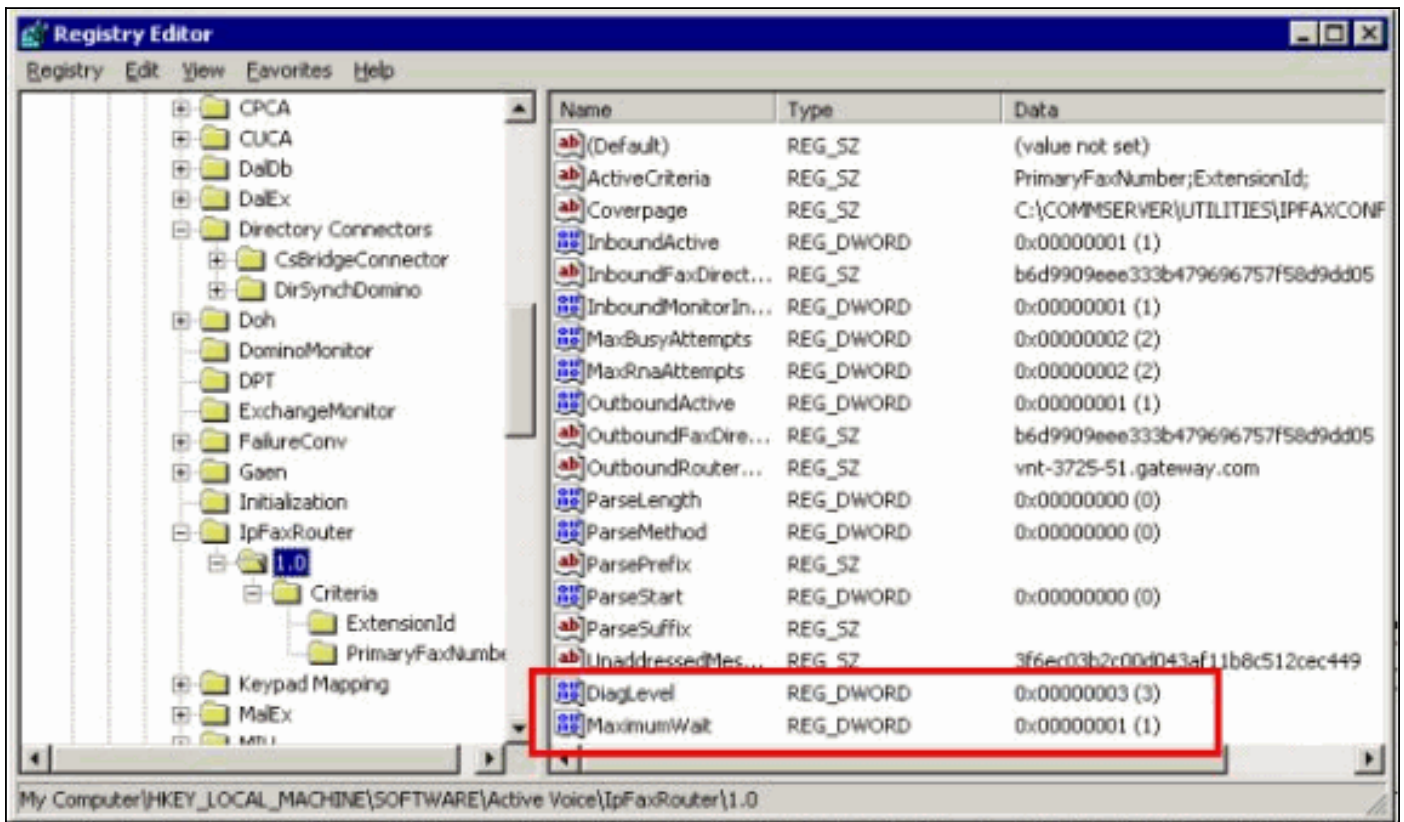 Registry Editor
Registry Edit View Favorites Help
CPCA
CUCA
DalDb
DalEx
Directory Connectors
CsBridgeConnector
DirSynchDomino
Doh
DominoMonitor
DPT
ExchangeMonitor
FailureConv
Gaen
Initialization
IpFaxRouter
1.0
Criteria
ExtensionId
PrimaryFaxNumbe
Keypad Mapping
MalEx
Name Type Data
(Default) REG_SZ (value not set)
ActiveCriteria REG_SZ PrimaryFaxNumber;ExtensionId;
Coverpage REG_SZ C:\COMMSERVER\UTILITIES\IPFAXCONF
InboundActive REG_DWORD 0x00000001 (1)
InboundFaxDirect... REG_SZ b6d9909eee333b479696757f58d9dd05
InboundMonitorIn... REG_DWORD 0x00000001 (1)
MaxBusyAttempts REG_DWORD 0x00000002 (2)
MaxRnaAttempts REG_DWORD 0x00000002 (2)
OutboundActive REG_DWORD 0x00000001 (1)
OutboundFaxDire... REG_SZ b6d9909eee333b479696757f58d9dd05
OutboundRouter... REG_SZ vnt-3725-51.gateway.com
ParseLength REG_DWORD 0x00000000 (0)
ParseMethod REG_DWORD 0x00000000 (0)
ParsePrefix REG_SZ
ParseStart REG_DWORD 0x00000000 (0)
ParseSuffix REG_SZ
UnaddressedMes... REG_SZ 3f6ec03b2c00d043af11b8c512cec449
DiagLevel REG_DWORD 0x00000003 (3)
MaximumWait REG_DWORD 0x00000001 (1)
My Computer\HKEY_LOCAL_MACHINE\SOFTWARE\Active Voice\IpFaxRouter\1.0